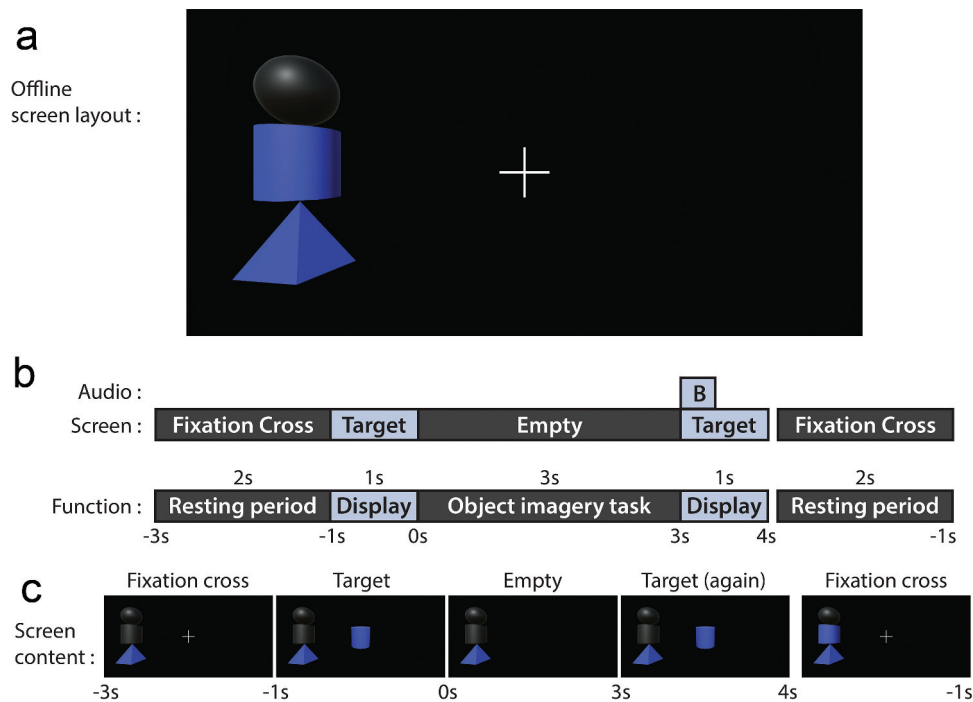 a
Offline
screen layout :
b
Audio : B
Screen : Fixation Cross Target Empty Target Fixation Cross
2s 1s 3s 1s 2s
Function : Resting period Display Object imagery task Display Resting period
-3s -1s 0s 3s 4s -1s
c
Fixation cross Target Empty Target (again) Fixation cross
Screen
content :
-3s -1s 0s 3s 4s -1s